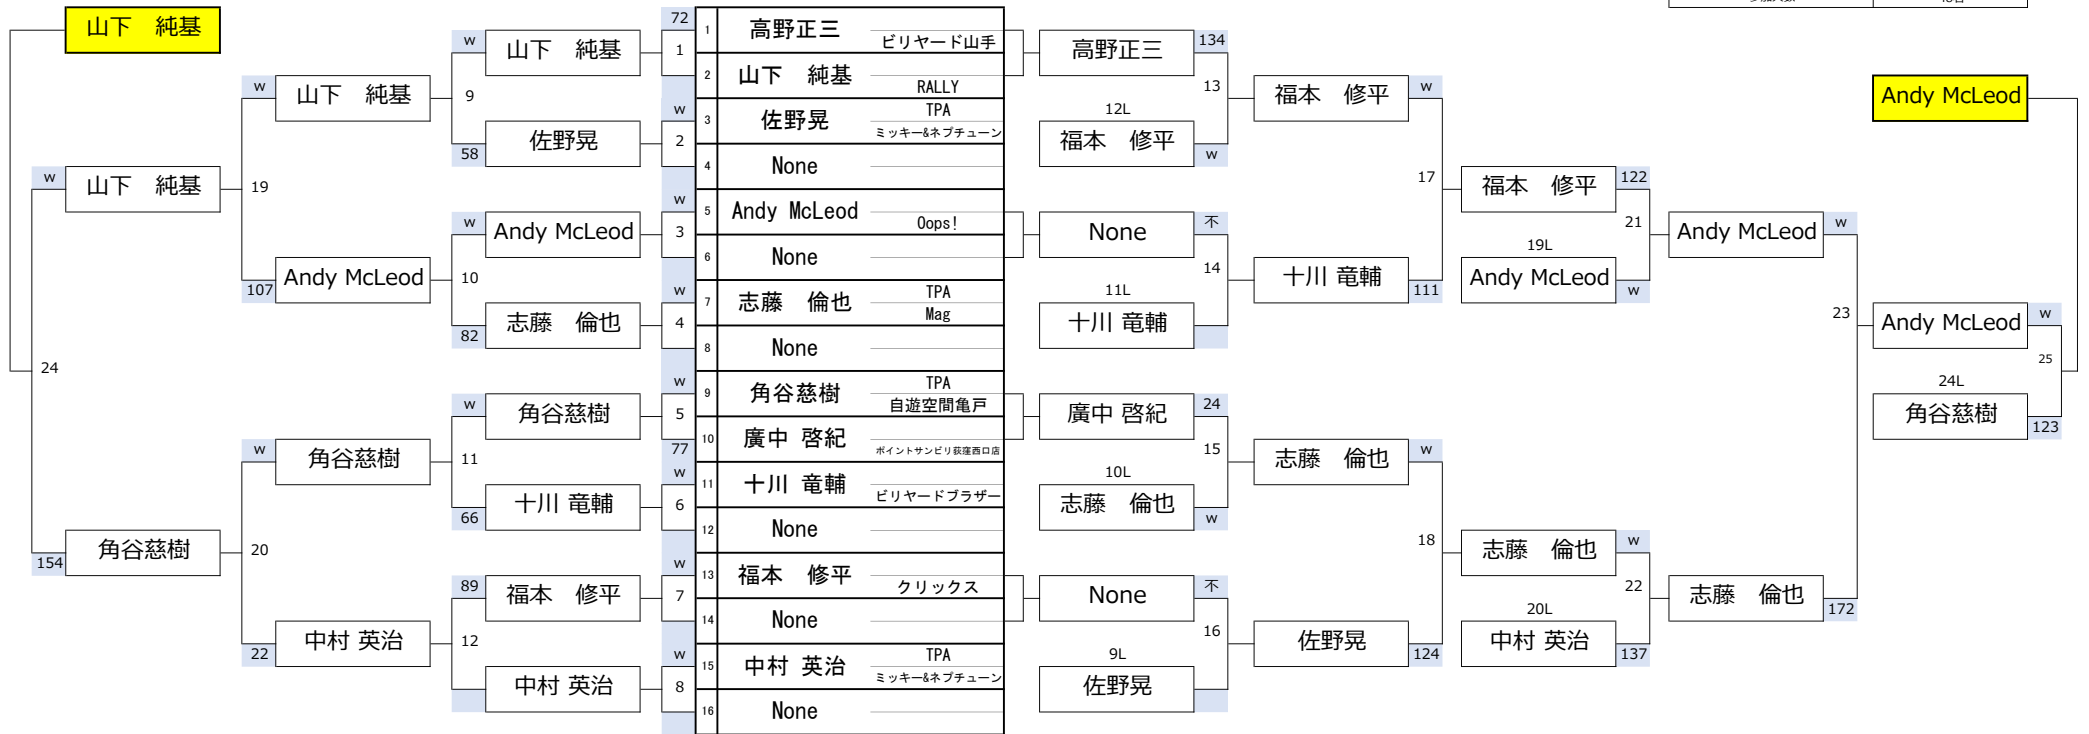 山下　純基
w
山下　純基
w
山下　純基
9
w
山下　純基
58
佐野晃
19
w
Andy McLeod
107
Andy McLeod
10
82
志藤　倫也
24
w
角谷慈樹
w
角谷慈樹
11
66
十川 竜輔
154
角谷慈樹
20
89
福本　修平
22
中村 英治
12
中村 英治
72
1
w
2
w
3
w
4
w
5
77
w
6
w
7
w
8
1 高野正三 ビリヤード山手
2 山下　純基 RALLY
3 佐野晃 TPA
ミッキー&ネプチューン
4 None
5 Andy McLeod Oops!
6 None
7 志藤　倫也 TPA
Mag
8 None
9 角谷慈樹 TPA
自遊空間亀戸
10 廣中 啓紀 ポイントサンビリ荻窪西口店
11 十川 竜輔 ビリヤードブラザー
12 None
13 福本　修平 クリックス
14 None
15 中村 英治 TPA
ミッキー&ネプチューン
16 None
高野正三 134
13
12L
福本　修平 w
None 不
14
11L
十川 竜輔
廣中 啓紀 24
15
10L
志藤　倫也 w
None 不
16
9L
佐野晃
福本　修平 w
17
十川 竜輔 111
志藤　倫也 w
18
佐野晃 124
福本　修平 122
21
19L
Andy McLeod w
志藤　倫也 w
22
20L
中村 英治 137
Andy McLeod w
23
志藤　倫也 172
Andy McLeod
Andy McLeod w
25
24L
角谷慈樹 123